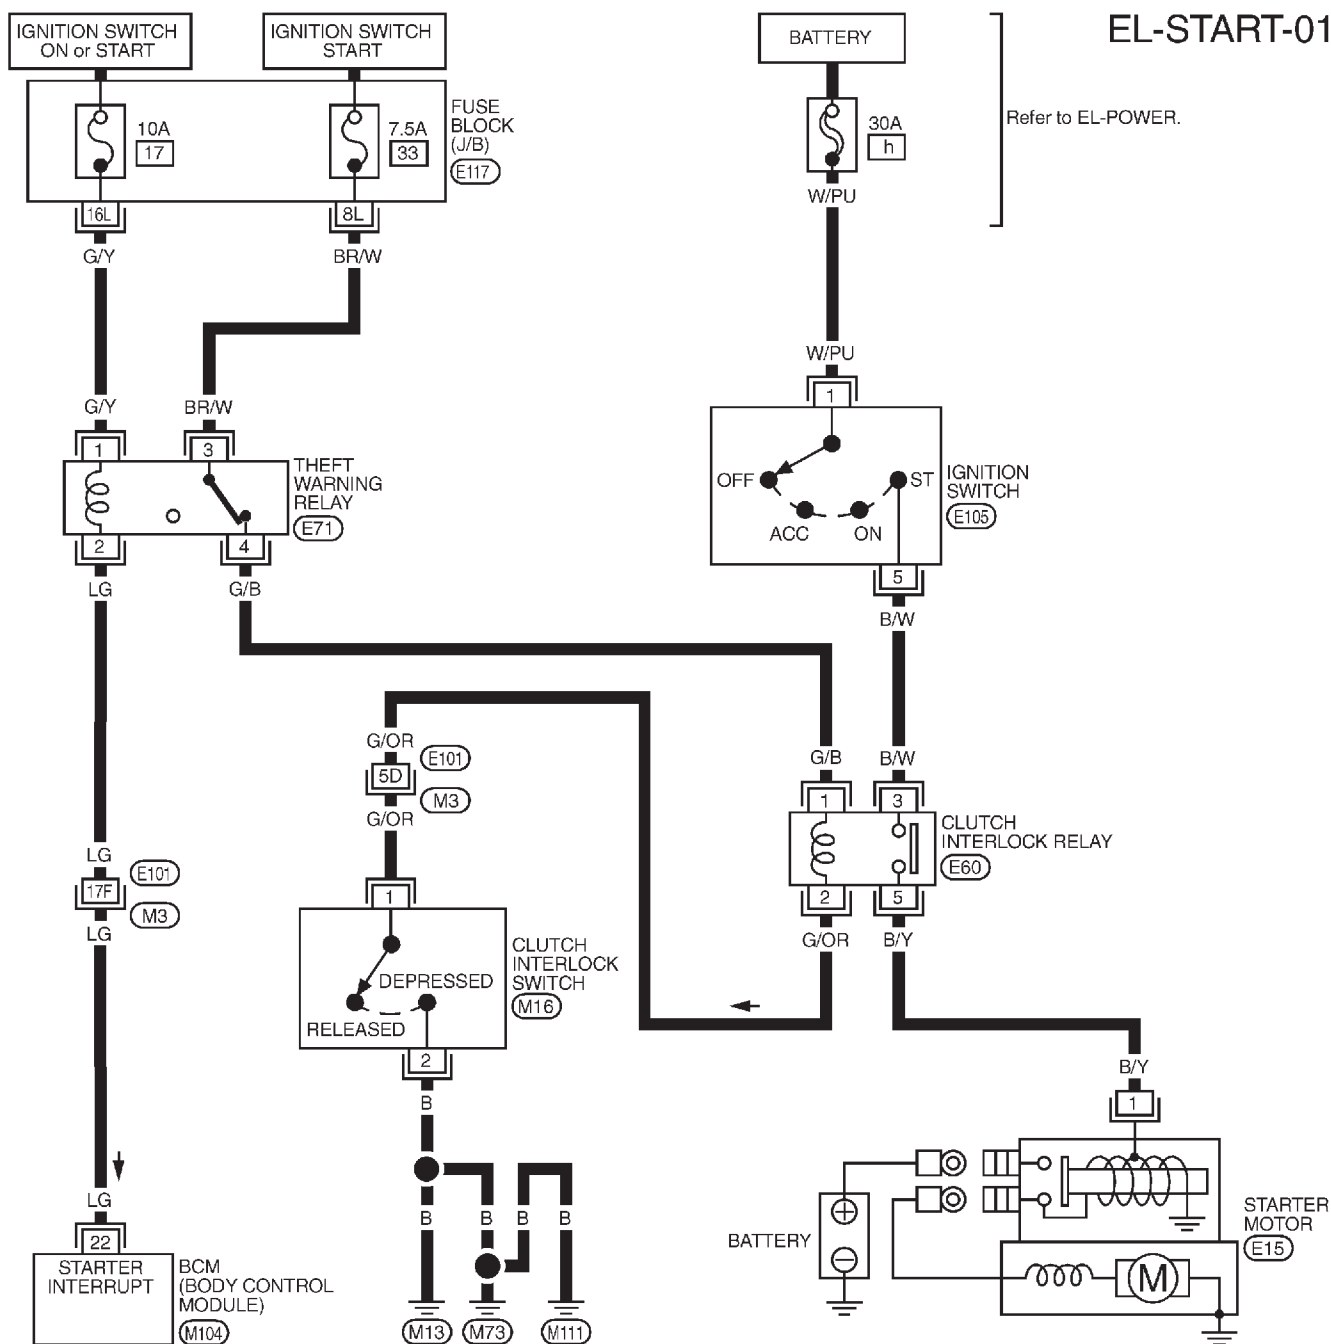 EL-START-01
IGNITION SWITCH
ON or START
IGNITION SWITCH
START
BATTERY
10A
17
7.5A
33
FUSE
BLOCK
(J/B)
E117
30A
h
Refer to EL-POWER.
W/PU
16L
8L
G/Y
BR/W
W/PU
1
G/Y
BR/W
1
3
THEFT
WARNING
RELAY
E71
OFF
ST
ACC
ON
IGNITION
SWITCH
E105
2
4
5
LG
G/B
B/W
G/OR
E101
5D
M3
G/OR
G/B
B/W
1
3
CLUTCH
INTERLOCK RELAY
E60
2
5
G/OR
B/Y
LG
E101
17F
M3
LG
1
DEPRESSED
RELEASED
CLUTCH
INTERLOCK
SWITCH
M16
2
B
B
B
B
B
M13
M73
M111
B/Y
1
LG
22
STARTER
INTERRUPT
BCM
(BODY CONTROL
MODULE)
M104
BATTERY
+
−
M
STARTER
MOTOR
E15